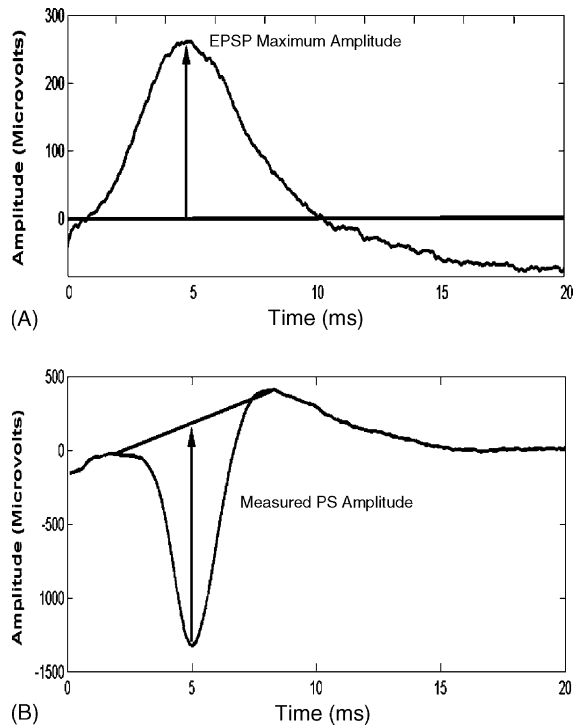 300
EPSP Maximum Amplitude
200
100
0
Amplitude (Microvolts)
0 5 10 15 20
(A) Time (ms)
500
0
Measured PS Amplitude
-500
-1000
-1500
Amplitude (Microvolts)
0 5 10 15 20
(B) Time (ms)